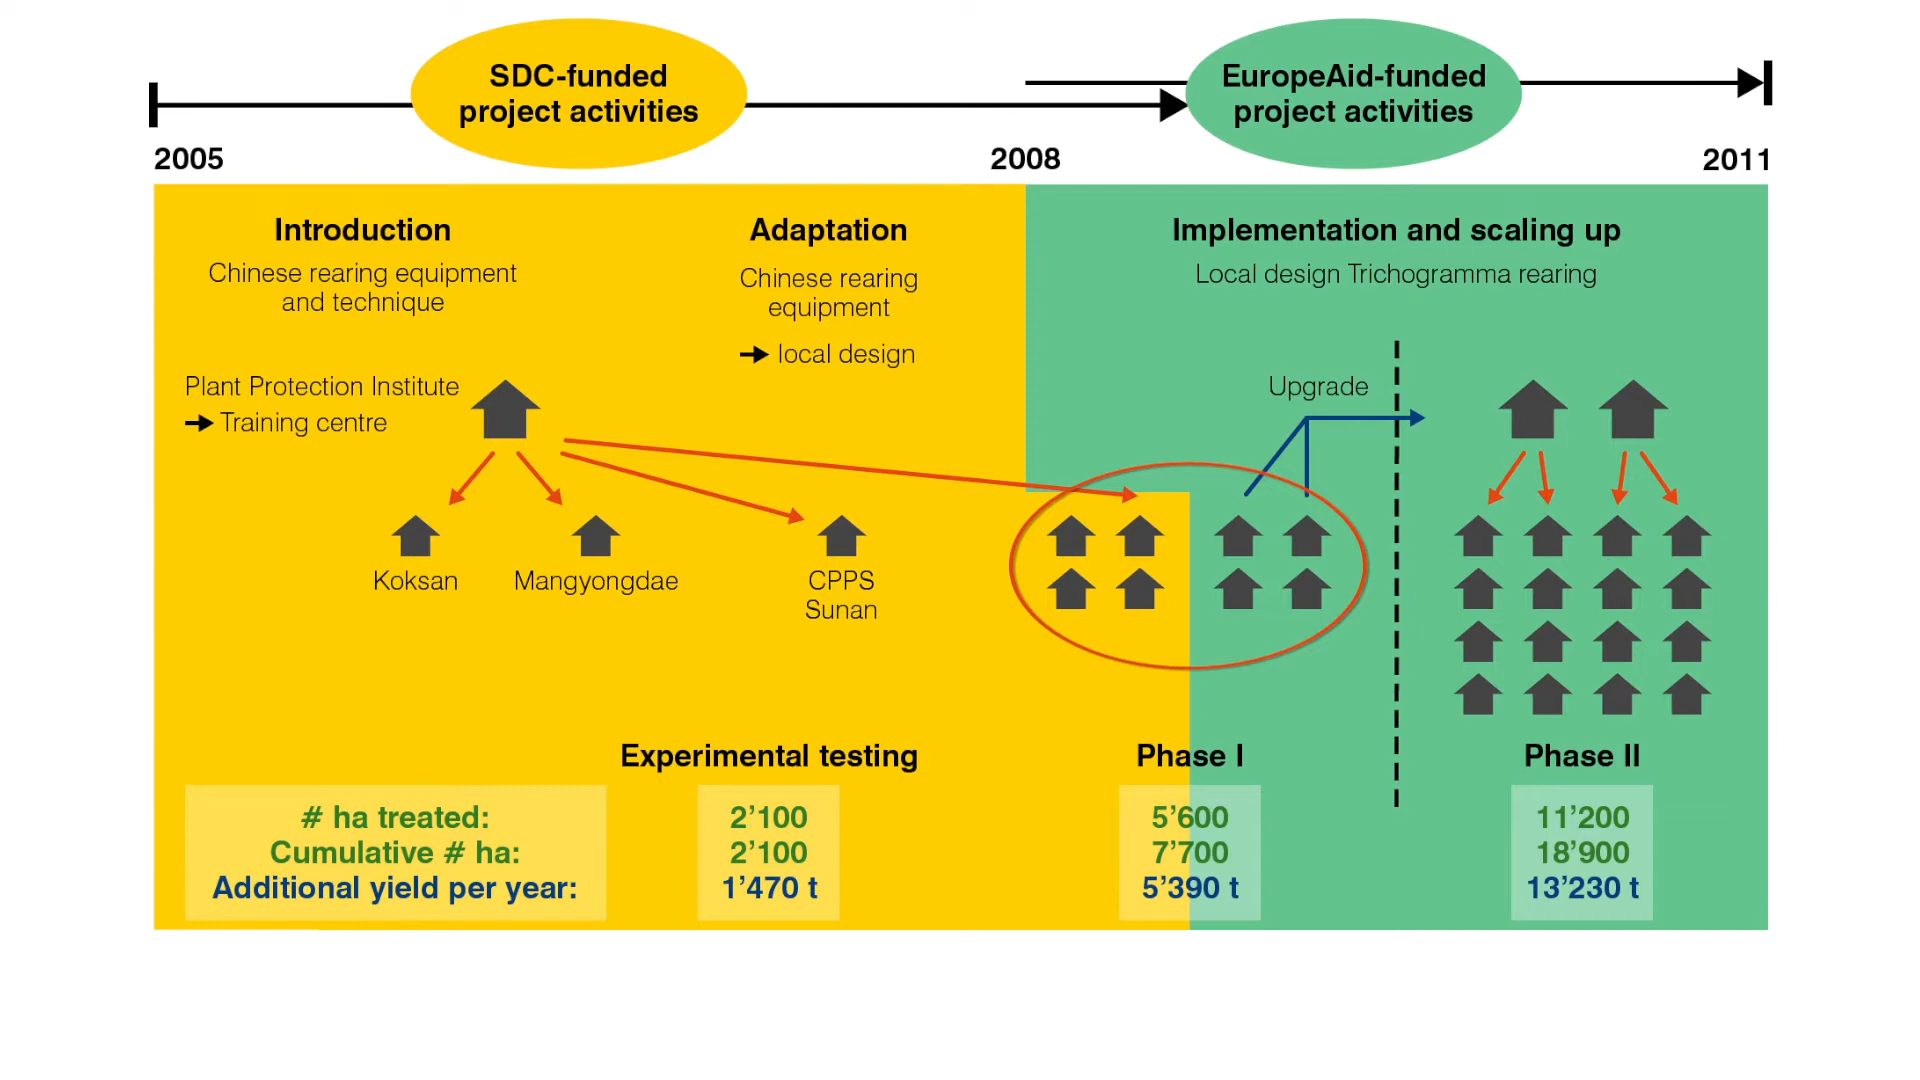 SDC-funded
project activities
EuropeAid-funded
project activities
2005
2008
2011
Introduction
Chinese rearing equipment
and technique
Adaptation
Chinese rearing
equipment
local design
Implementation and scaling up
Local design Trichogramma rearing
Plant Protection Institute
Training centre
Upgrade
Koksan
Mangyongdae
CPPS
Sunan
Experimental testing
Phase I
Phase II
# ha treated:
Cumulative # ha:
Additional yield per year:
2’100
2’100
1’470 t
5’600
7’700
5’390 t
11’200
18’900
13’230 t